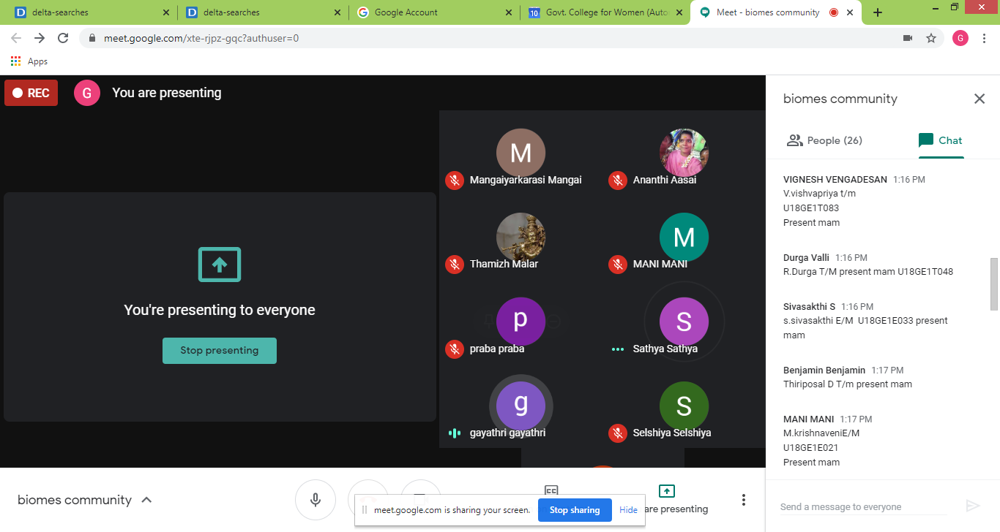 delta-searches
delta-searches
Google Account
10
Govt. College for Women (Auto
Meet - biomes community
meet.google.com/xte-rjpz-gqc?authuser=0
G
Apps
REC
G
You are presenting
You're presenting to everyone
Stop presenting
M
Mangaiyarkarasi Mangai
Ananthi Aasai
Thamizh Malar
M
MANI MANI
p
praba praba
S
Sathya Sathya
g
gayathri gayathri
S
Selshiya Selshiya
biomes community
People (26)
Chat
VIGNESH VENGADESAN 1:16 PM
V.vishvapriya t/m
U18GE1T083
Present mam
Durga Valli 1:16 PM
R.Durga T/M present mam U18GE1T048
Sivasakthi S 1:16 PM
s.sivasakthi E/M U18GE1E033 present
mam
Benjamin Benjamin 1:17 PM
Thiriposal D T/m present mam
MANI MANI 1:17 PM
M.krishnaveniE/M
U18GE1E021
Present mam
Send a message to everyone
biomes community
are presenting
meet.google.com is sharing your screen.
Stop sharing
Hide